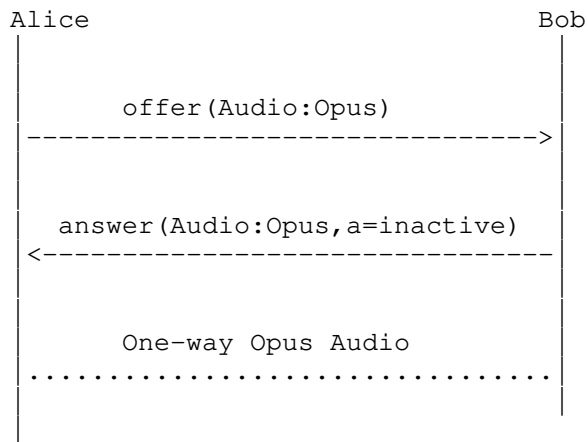 Alice Bob
offer(Audio:Opus)
answer(Audio:Opus,a=inactive)
One-way Opus Audio